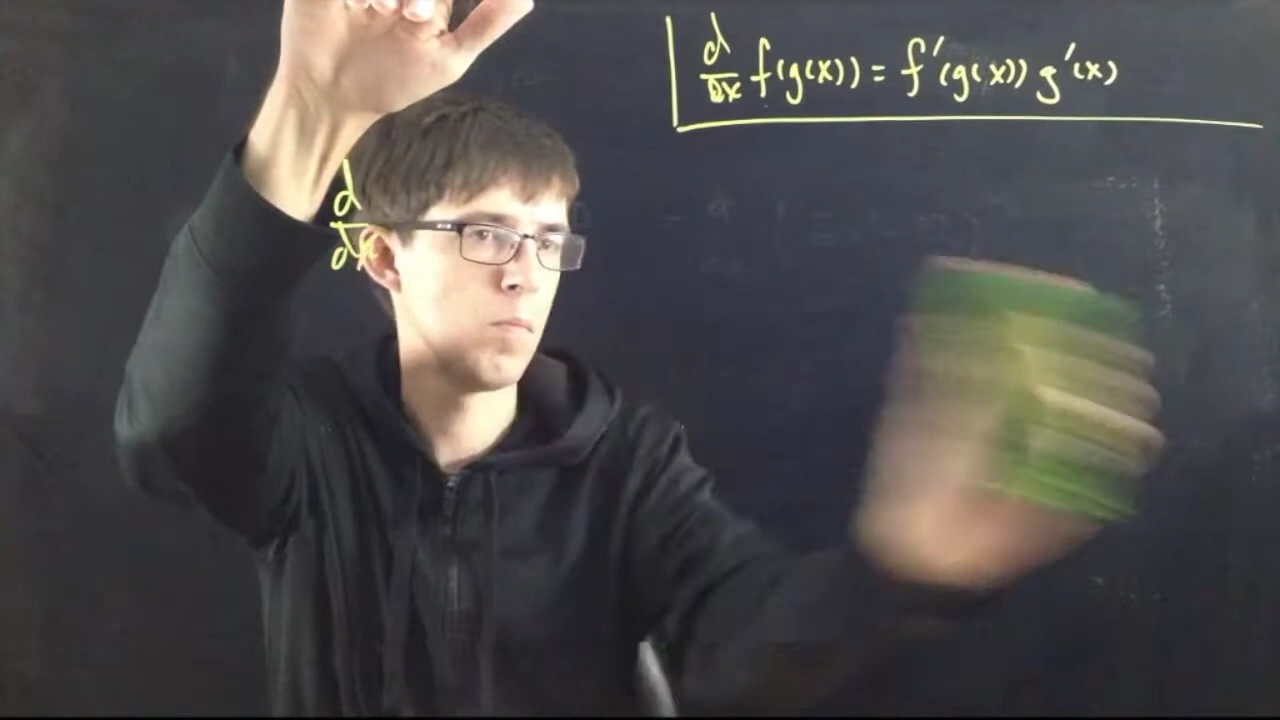 d/dx f(g(x)) = f'(g(x)) g'(x)
d/dx